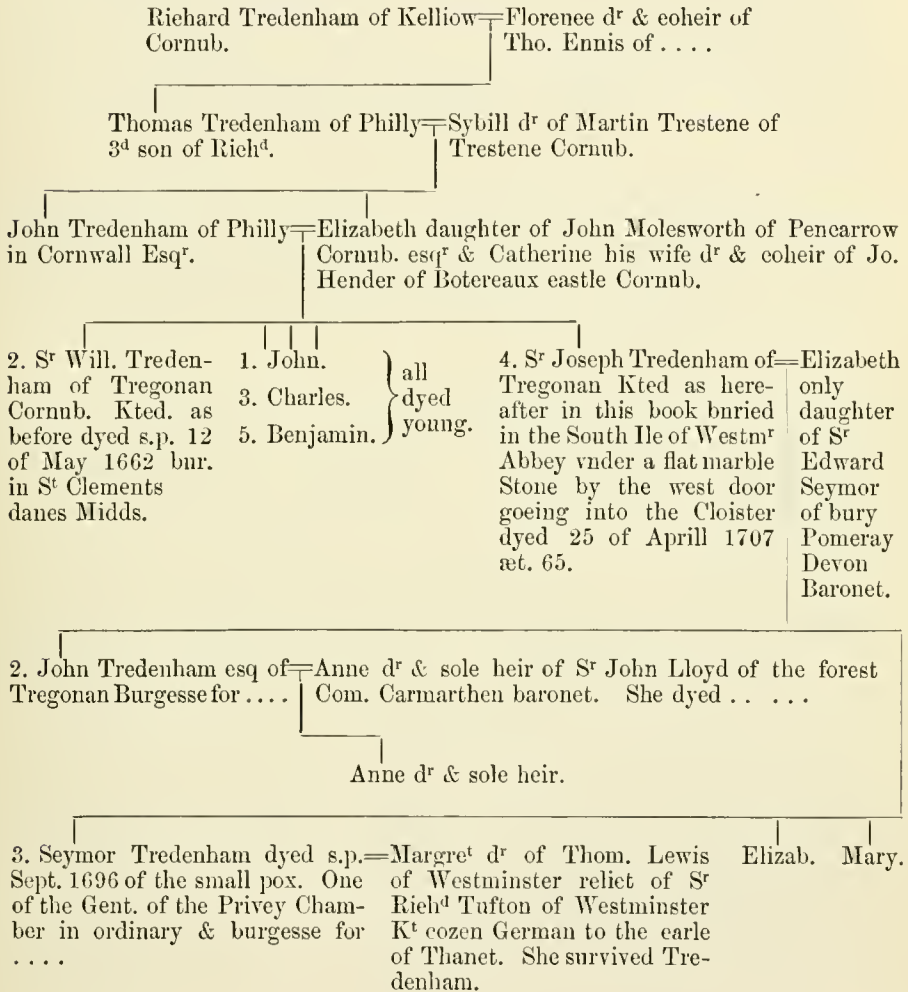 Richard Tredenham of Kelliow=Florence dʳ & coheir of
Cornub. Tho. Ennis of . . . .
Thomas Tredenham of Philly=Sybill dʳ of Martin Trestene of
3ᵈ son of Richᵈ. Trestene Cornub.
John Tredenham of Philly=Elizabeth daughter of John Molesworth of Pencarrow
in Cornwall Esqʳ. Cornub. esqʳ & Catherine his wife dʳ & coheir of Jo.
Hender of Botereaux castle Cornub.
2. Sʳ Will. Treden-
ham of Tregonan
Cornub. Kted. as
before dyed s.p. 12
of May 1662 bur.
in Sᵗ Clements
danes Midds.
1. John.
3. Charles.
5. Benjamin.
all
dyed
young.
4. Sʳ Joseph Tredenham of=
Tregonan Kted as here-
after in this book buried
in the South Ile of Westmʳ
Abbey vnder a flat marble
Stone by the west door
goeing into the Cloister
dyed 25 of Aprill 1707
æt. 65.
Elizabeth
only
daughter
of Sʳ
Edward
Seymor
of bury
Pomeray
Devon
Baronet.
2. John Tredenham esq of=Anne dʳ & sole heir of Sʳ John Lloyd of the forest
Tregonan Burgesse for . . . . Com. Carmarthen baronet. She dyed . . . . .
Anne dʳ & sole heir.
3. Seymor Tredenham dyed s.p.=
Sept. 1696 of the small pox. One
of the Gent. of the Privey Cham-
ber in ordinary & burgesse for
. . . .
Margreᵗ dʳ of Thom. Lewis
of Westminster relict of Sʳ
Richᵈ Tufton of Westminster
Kᵗ cozen German to the earle
of Thanet. She survived Tre-
denham.
Elizab. Mary.